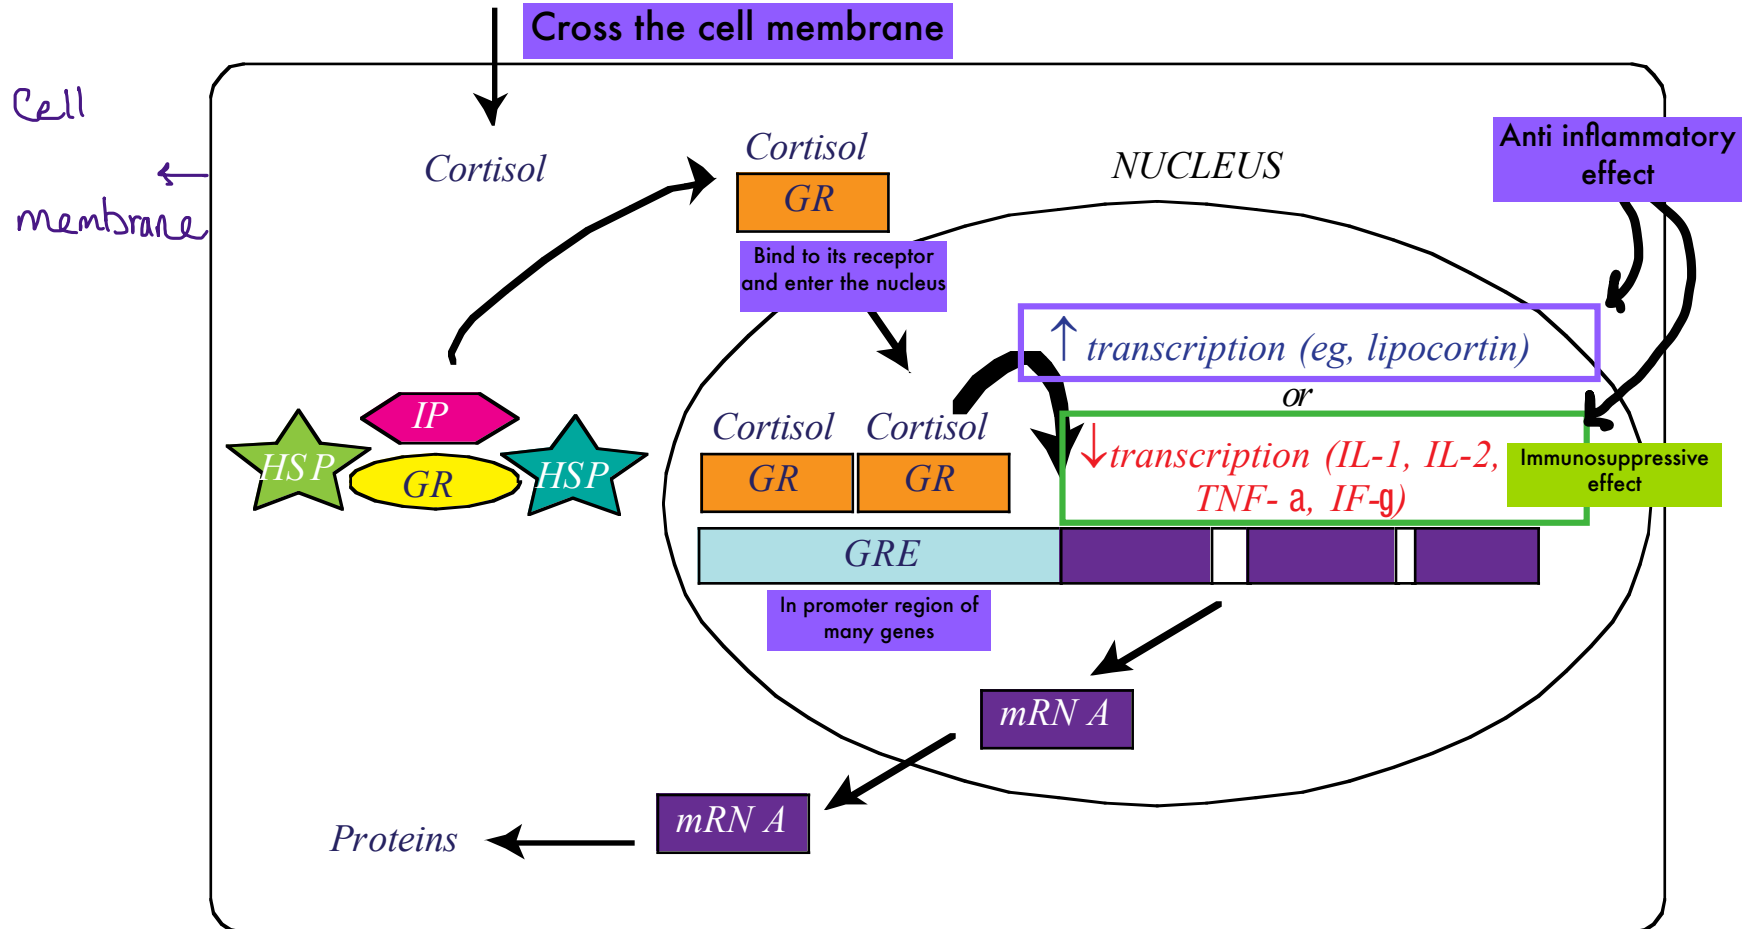 Cross the cell membrane
Cell
membrane
Cortisol
Cortisol
GR
Bind to its receptor
and enter the nucleus
NUCLEUS
Anti inflammatory
effect
↑ transcription (eg, lipocortin)
or
↓transcription (IL-1, IL-2,
TNF- a, IF-g)
Immunosuppressive
effect
IP
HSP
GR
HSP
Cortisol
Cortisol
GR
GR
GRE
In promoter region of
many genes
mRN A
mRN A
Proteins